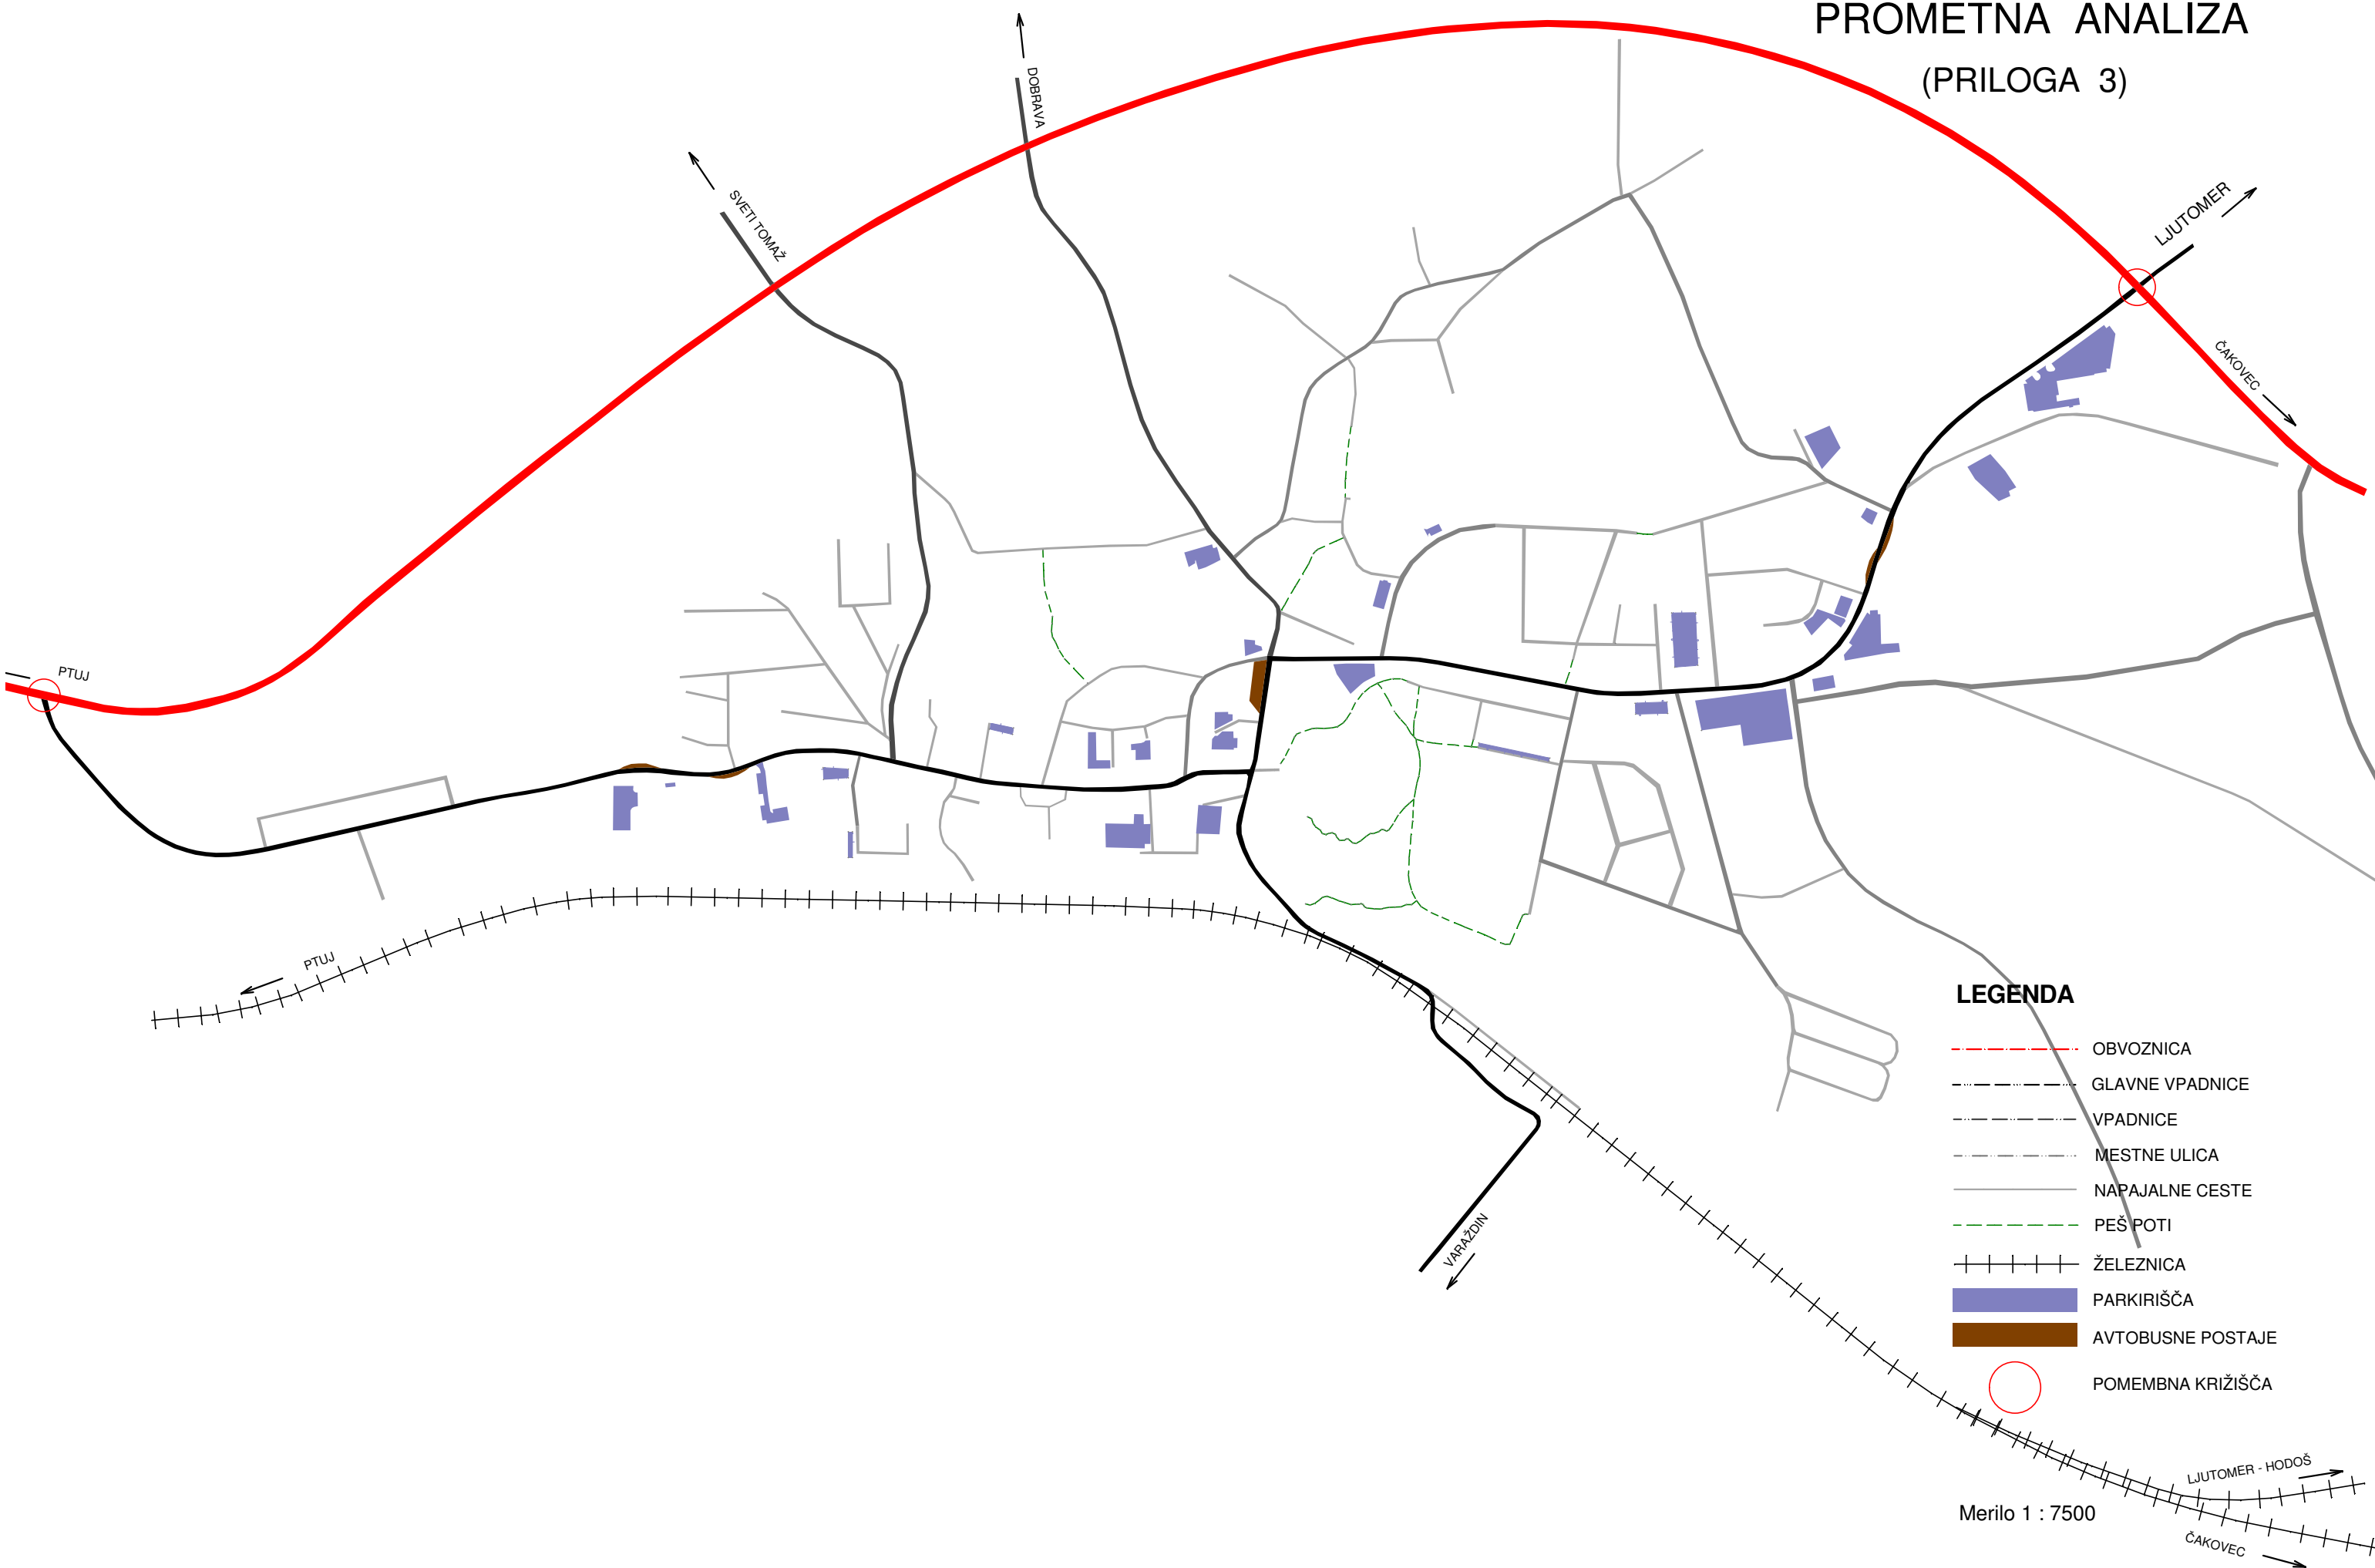 PROMETNA ANALIZA
(PRILOGA 3)
DOBRAVA
SVETI TOMAŽ
LJUTOMER
ČAKOVEC
PTUJ
PTUJ
VARAŽDIN
LEGENDA
OBVOZNICA
GLAVNE VPADNICE
VPADNICE
MESTNE ULICA
NAPAJALNE CESTE
PEŠ POTI
ŽELEZNICA
PARKIRIŠČA
AVTOBUSNE POSTAJE
POMEMBNA KRIŽIŠČA
LJUTOMER - HODOŠ
Merilo 1 : 7500
ČAKOVEC